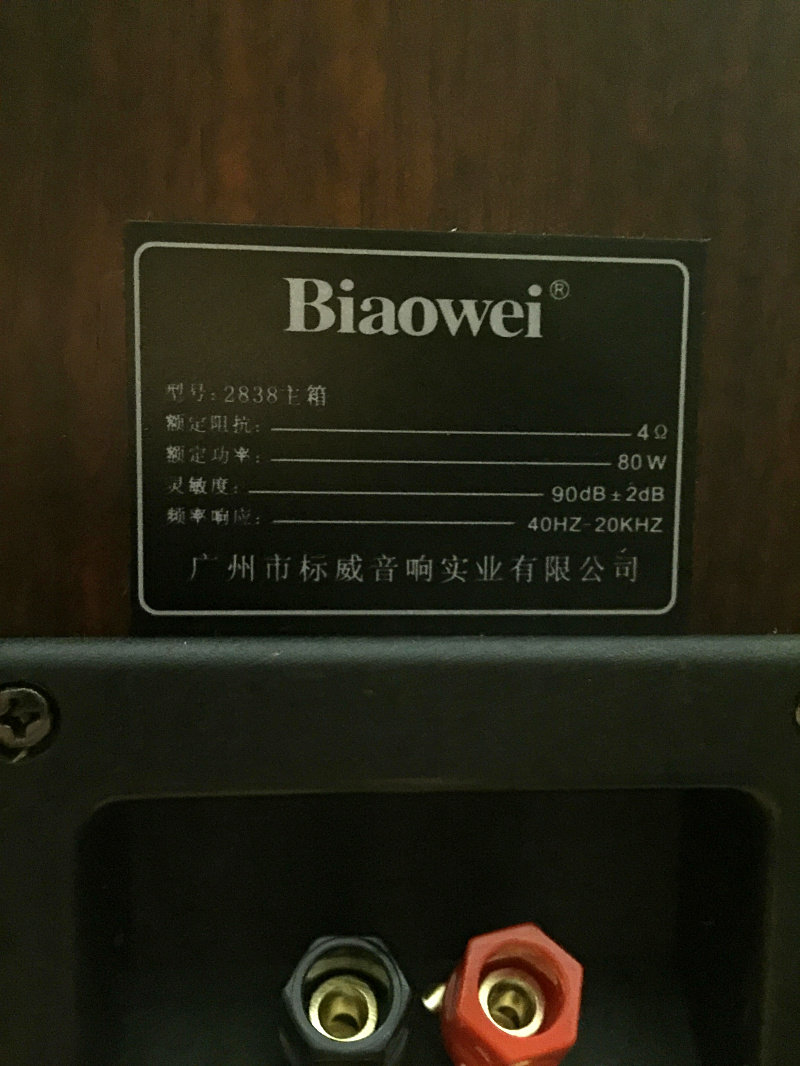 Biaowei®
型号: 2838主箱
额定阻抗: 4Ω
额定功率: 80W
灵敏度: 90dB±2dB
频率响应: 40HZ-20KHZ
广州市标威音响实业有限公司